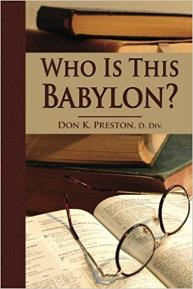 WHO IS THIS
BABYLON?
DON K. PRESTON, D. DIV.